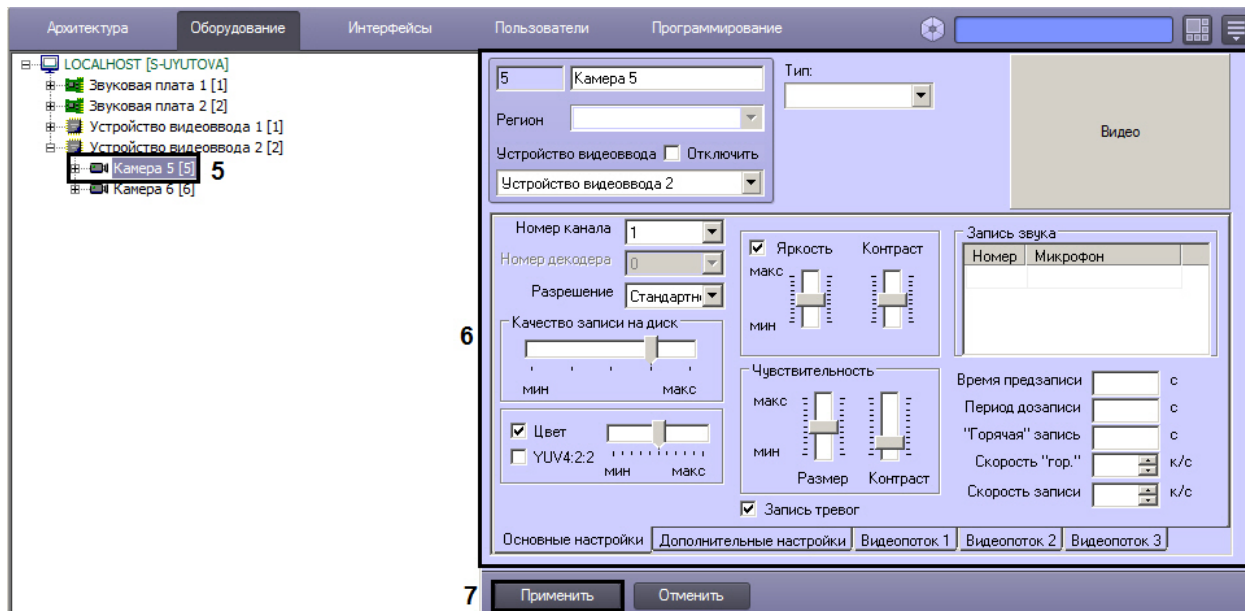 Архитектура Оборудование Интерфейсы Пользователи Программирование
LOCALHOST [S-UYUTOVA]
Звуковая плата 1 [1]
Звуковая плата 2 [2]
Устройство видеоввода 1 [1]
Устройство видеоввода 2 [2]
Камера 5 [5] 5
Камера 6 [6]
5 Камера 5
Тип:
Регион
Устройство видеоввода Отключить
Устройство видеоввода 2
Видео
6
Номер канала 1
Номер декодера 0
Разрешение Стандартн
Качество записи на диск
мин макс
Цвет
YUV4:2:2
мин макс
Яркость Контраст
макс
мин
Чувствительность
макс
мин
Размер Контраст
Запись тревог
Запись звука
Номер Микрофон
Время предзаписи с
Период дозаписи с
"Горячая" запись с
Скорость "гор." к/с
Скорость записи к/с
Основные настройки Дополнительные настройки Видеопоток 1 Видеопоток 2 Видеопоток 3
7 Применить Отменить